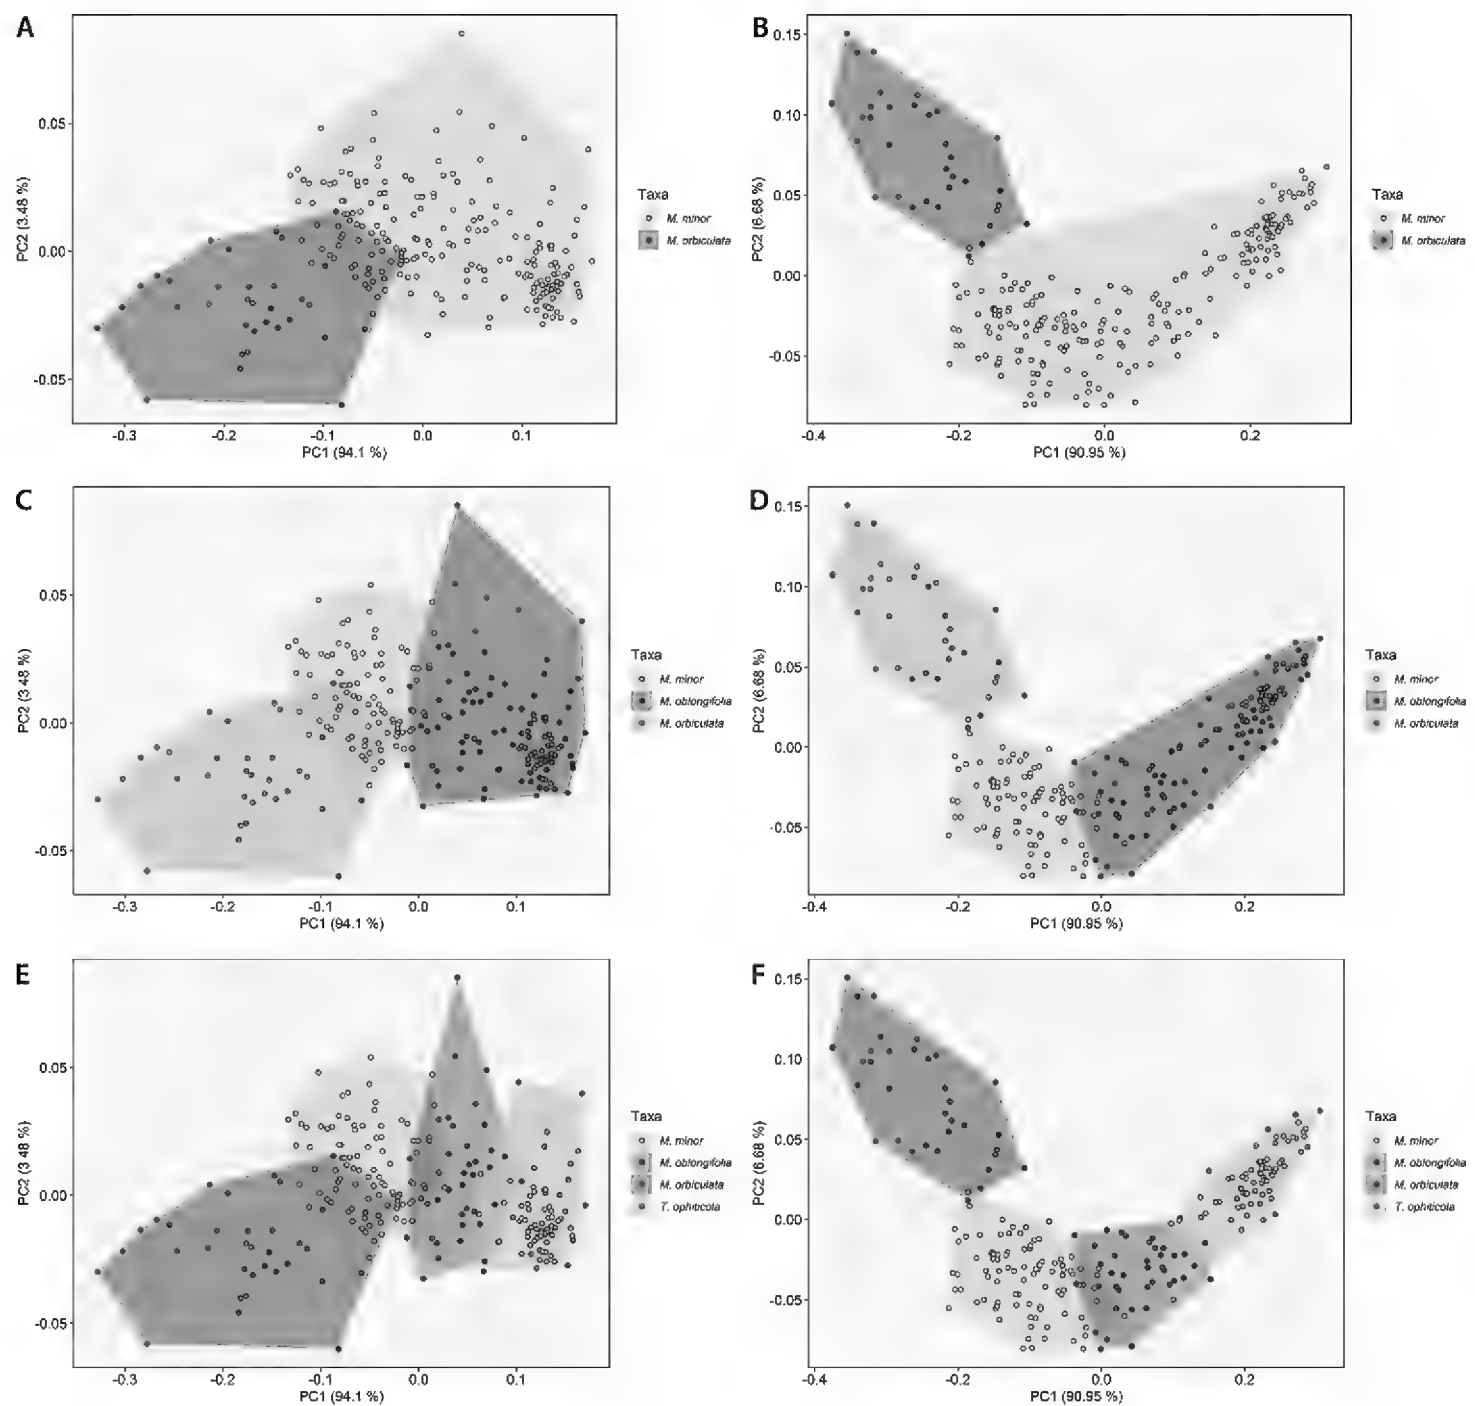 A
PC2 (3.48 %)
0.05
0.00
-0.05
-0.3
-0.2
-0.1
0.0
0.1
PC1 (94.1 %)
Taxa
M. minor
M. orbiculata
B
PC2 (6.68 %)
0.15
0.10
0.05
0.00
-0.05
-0.4
-0.2
0.0
0.2
PC1 (90.95 %)
Taxa
M. minor
M. orbiculata
C
PC2 (3.48 %)
0.05
0.00
-0.05
-0.3
-0.2
-0.1
0.0
0.1
PC1 (94.1 %)
Taxa
M. minor
M. oblongifolia
M. orbiculata
D
PC2 (6.68 %)
0.15
0.10
0.05
0.00
-0.05
-0.4
-0.2
0.0
0.2
PC1 (90.95 %)
Taxa
M. minor
M. oblongifolia
M. orbiculata
E
PC2 (3.48 %)
0.05
0.00
-0.05
-0.3
-0.2
-0.1
0.0
0.1
PC1 (94.1 %)
Taxa
M. minor
M. oblongifolia
M. orbiculata
T. ophiticola
F
PC2 (6.68 %)
0.15
0.10
0.05
0.00
-0.05
-0.4
-0.2
0.0
0.2
PC1 (90.95 %)
Taxa
M. minor
M. oblongifolia
M. orbiculata
T. ophiticola